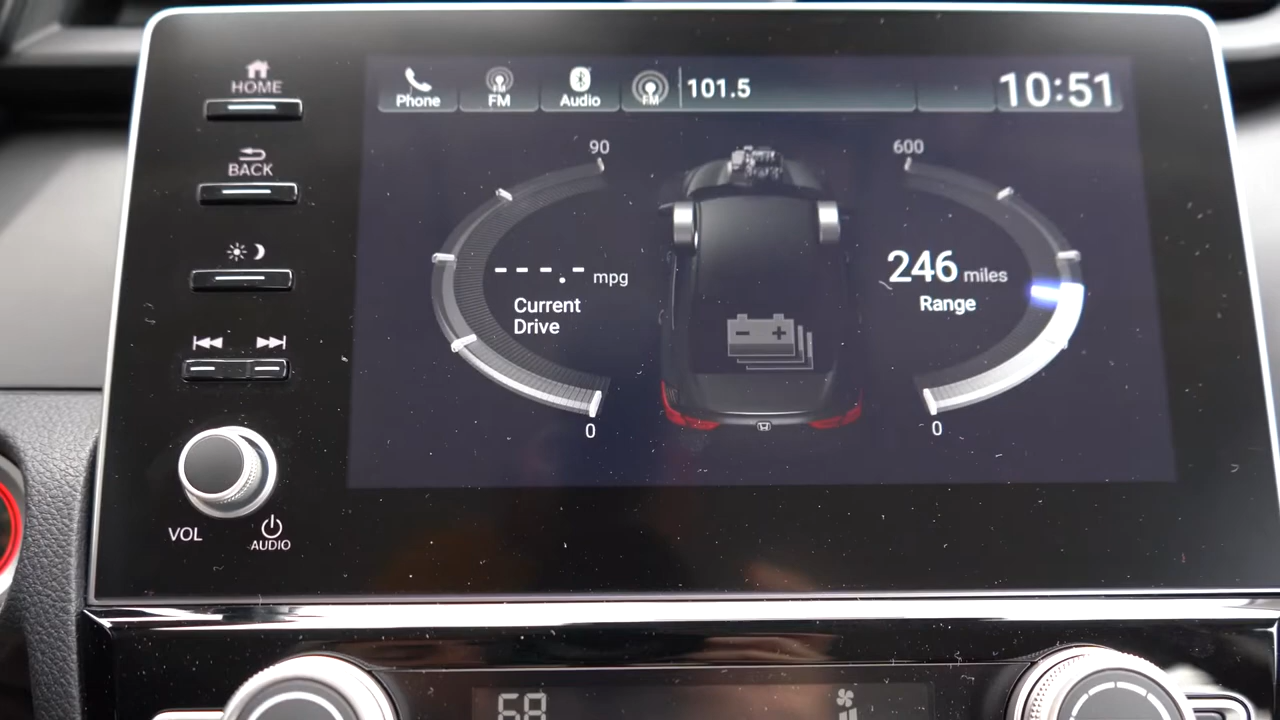 HOME
BACK
VOL
AUDIO
Phone
FM
Audio
FM
101.5
10:51
90
---.- mpg
Current
Drive
0
600
246 miles
Range
0
68